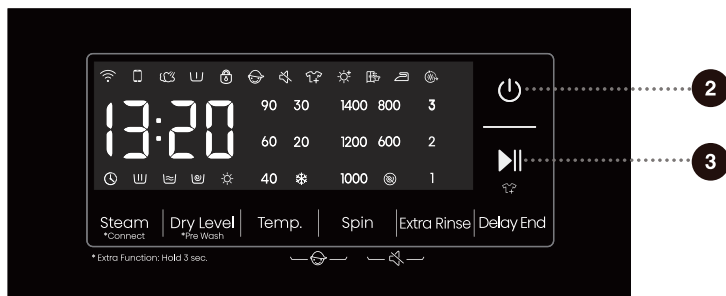 90 30 1400 800 3
2
13:20
60 20 1200 600 2
3
40 1000 1
Steam Dry Level Temp. Spin Extra Rinse Delay End
*Connect *Pre Wash
* Extra Function: Hold 3 sec.